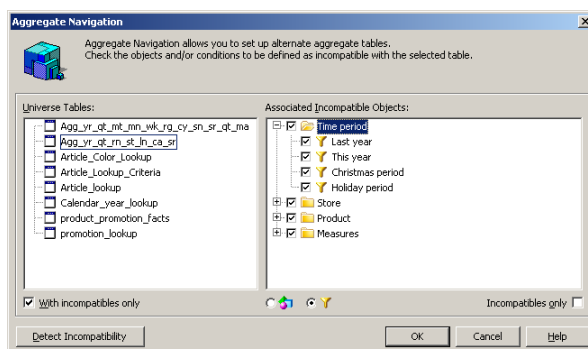 Aggregate Navigation
Aggregate Navigation allows you to set up alternate aggregate tables.
Check the objects and/or conditions to be defined as incompatible with the selected table.
Universe Tables:
Agg_yr_qt_mt_mn_wk_rg_cy_sn_sr_qt_ma
Agg_yr_qt_rn_st_ln_ca_sr
Article_Color_Lookup
Article_Lookup_Criteria
Article_lookup
Calendar_year_lookup
product_promotion_facts
promotion_lookup
With incompatibles only
Associated Incompatible Objects:
Time period
Last year
This year
Christmas period
Holiday period
Store
Product
Measures
Incompatibles only
Detect Incompatibility
OK
Cancel
Help